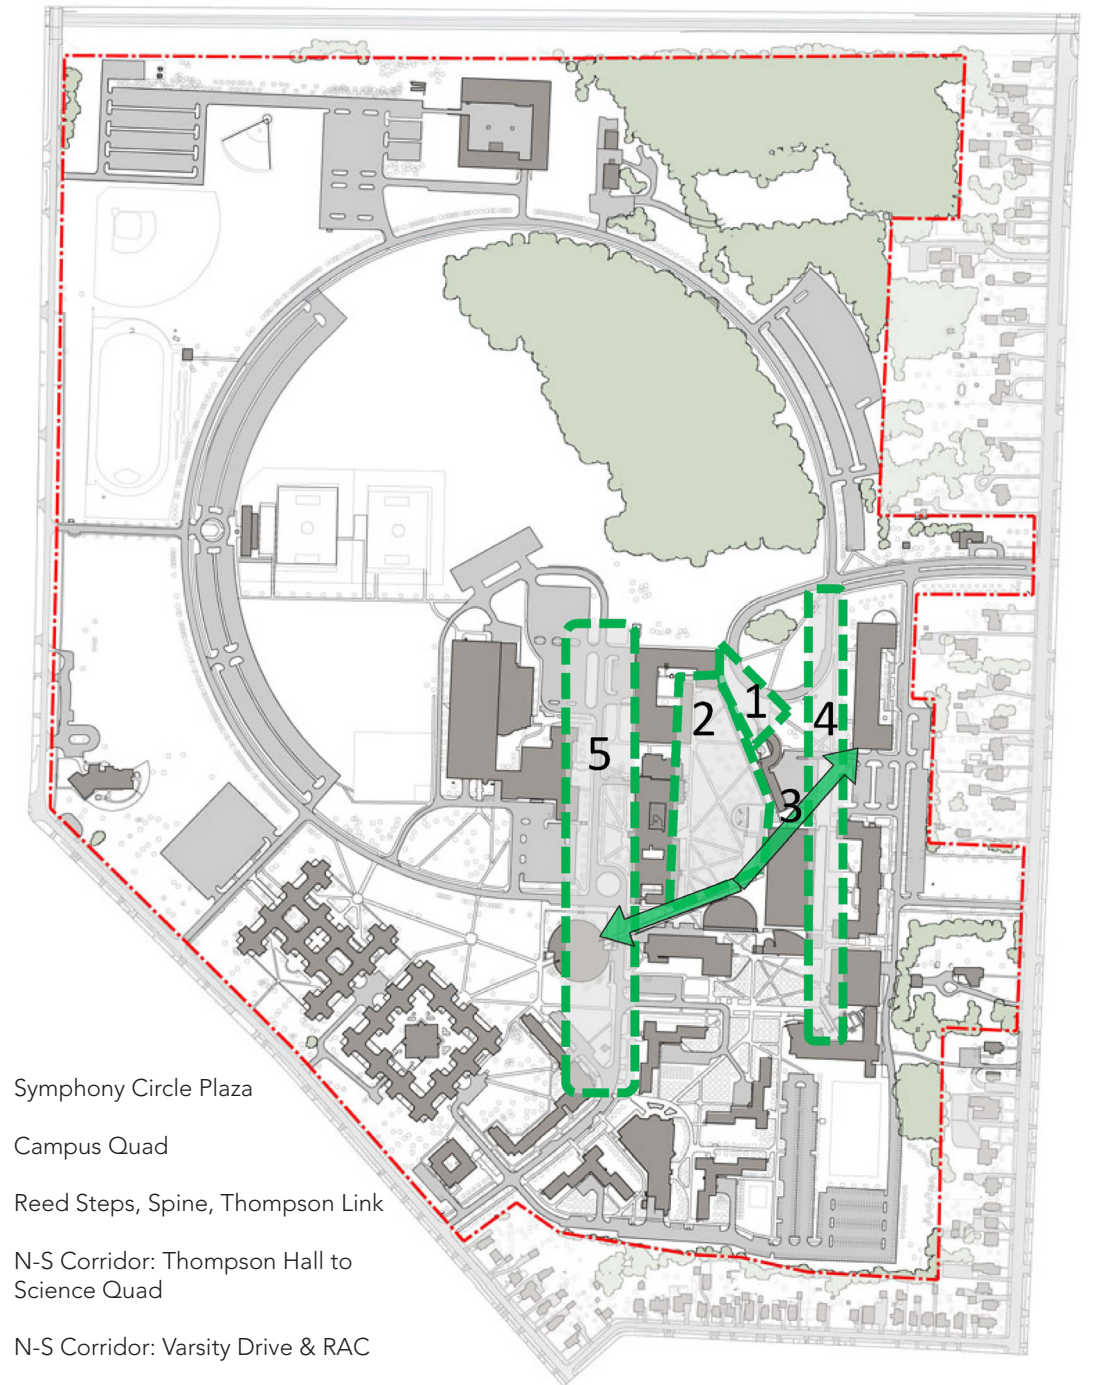 1
2
4
5
3
Symphony Circle Plaza
Campus Quad
Reed Steps, Spine, Thompson Link
N-S Corridor: Thompson Hall to
Science Quad
N-S Corridor: Varsity Drive & RAC